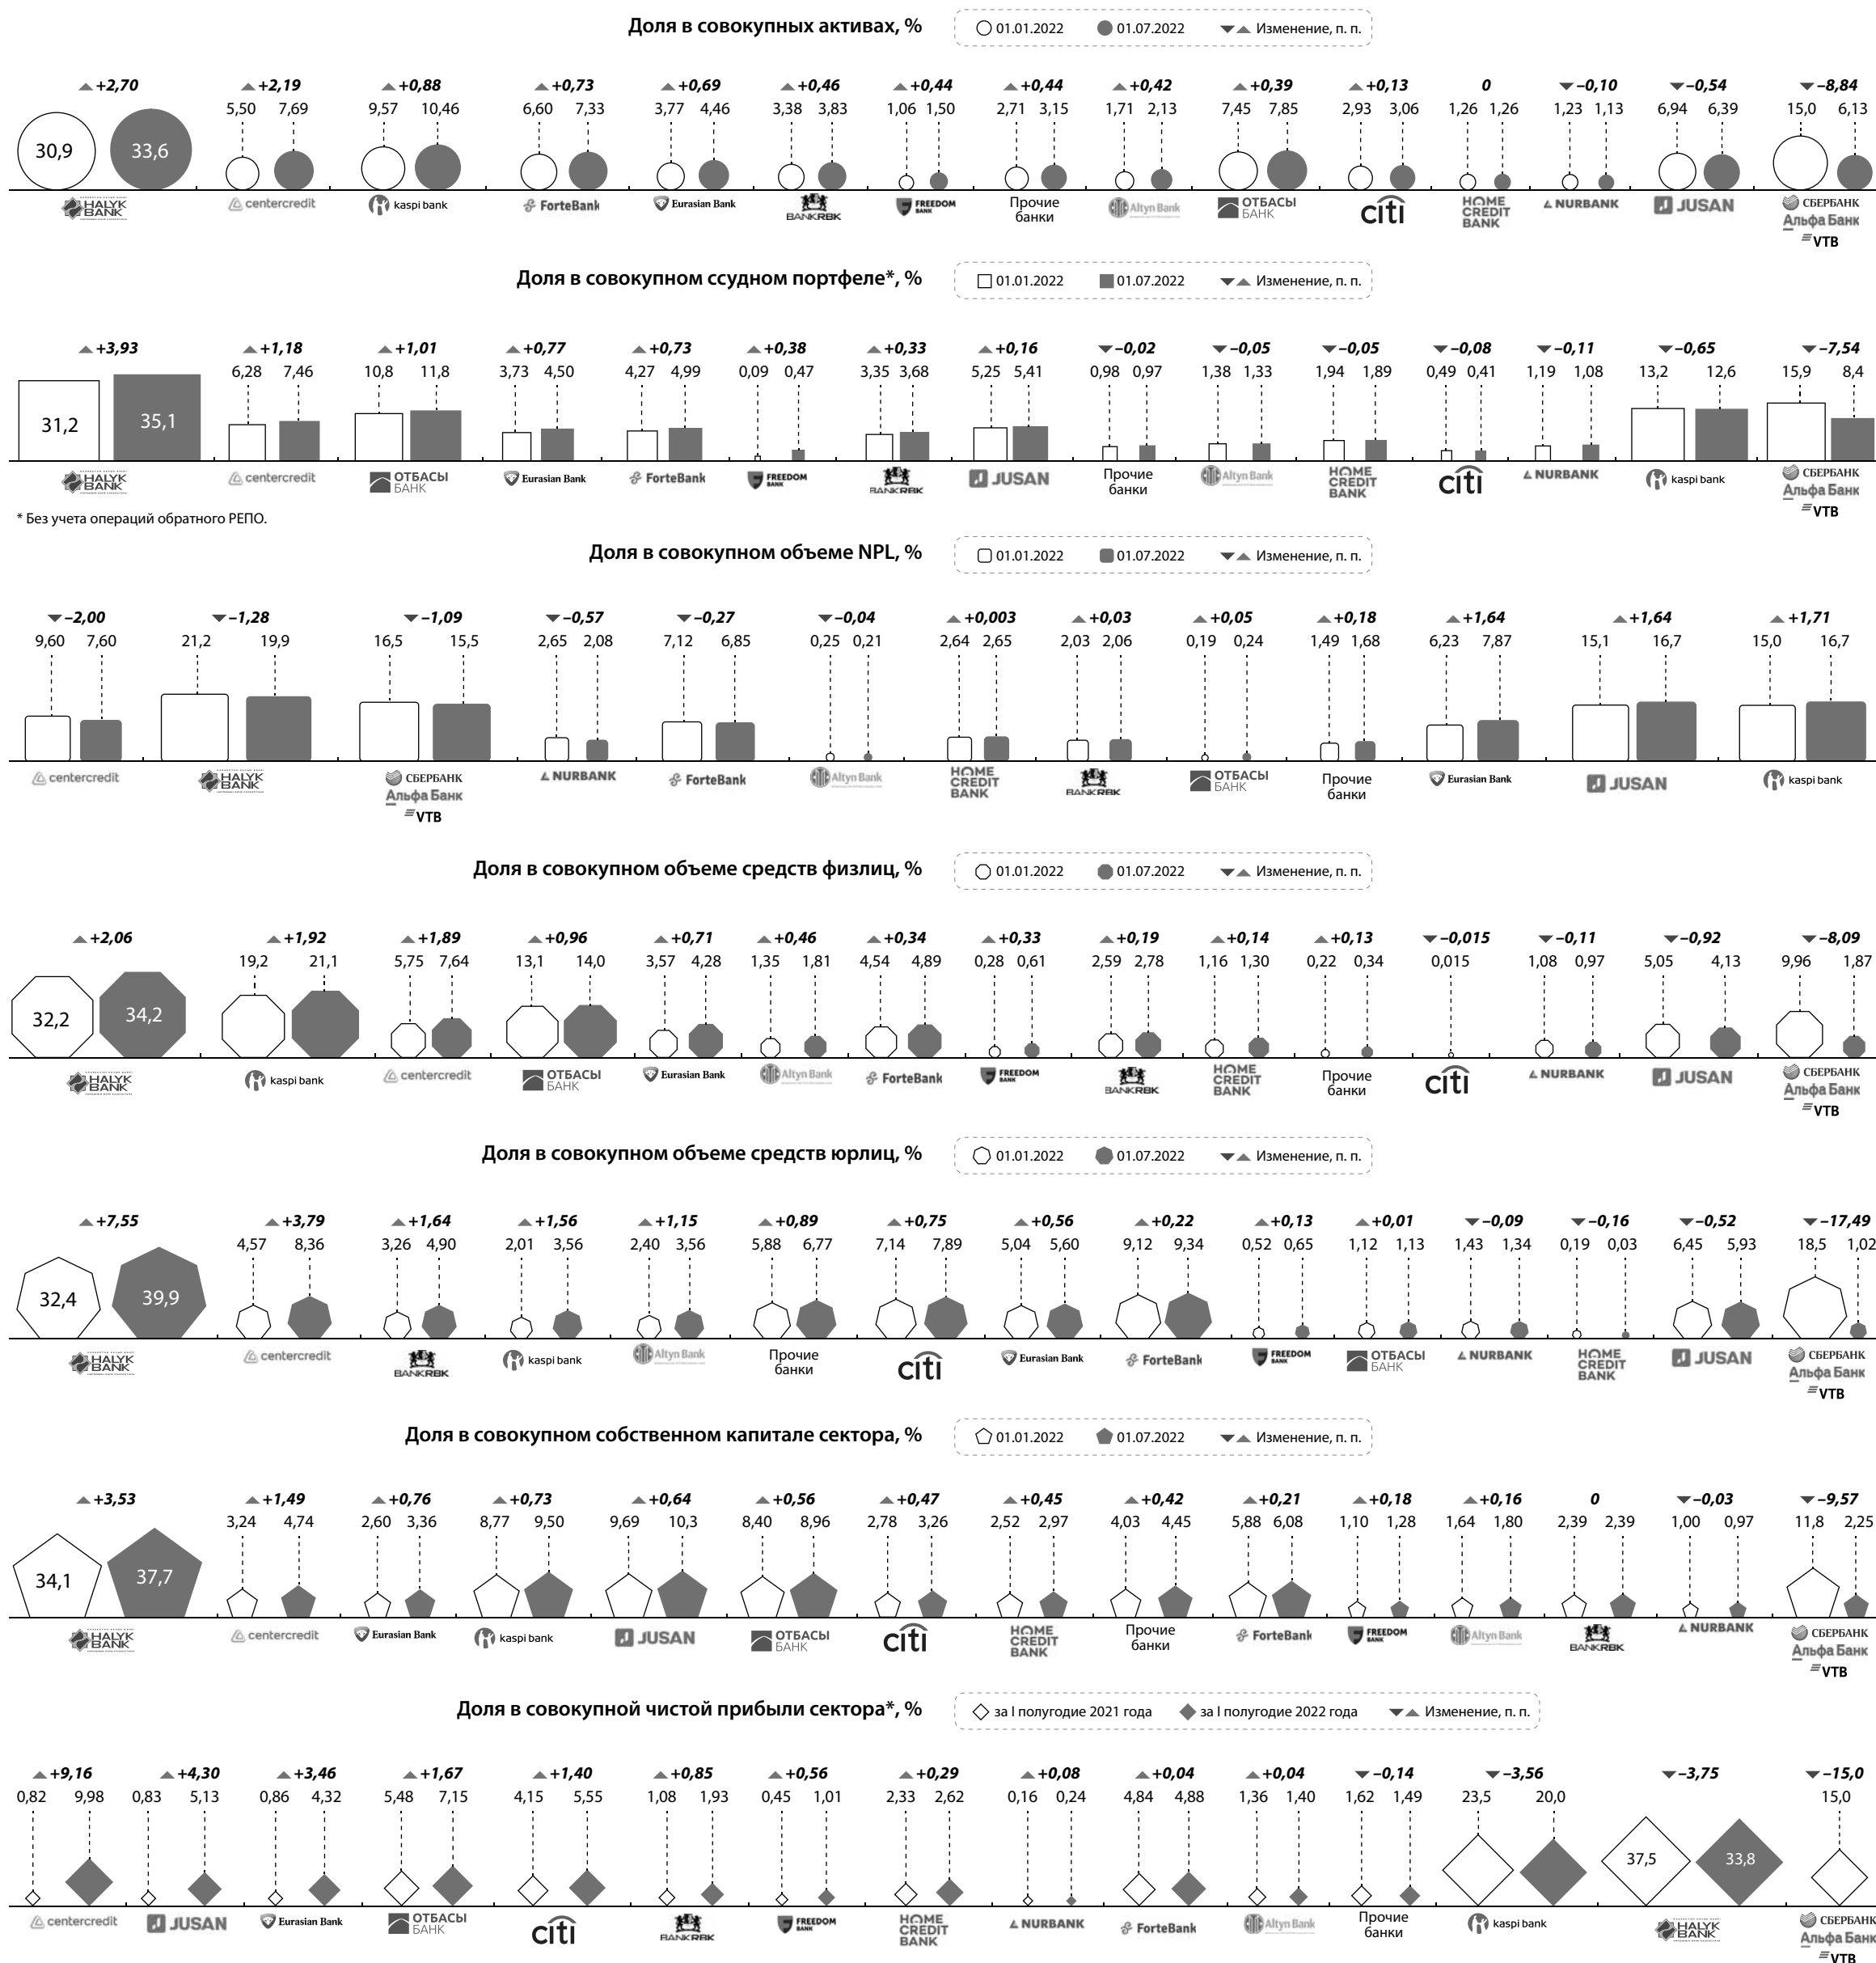 Доля в совокупных активах, %
01.01.2022 01.07.2022 Изменение, п. п.
+2,70 +2,19 +0,88 +0,73 +0,69 +0,46 +0,44 +0,44 +0,42 +0,39 +0,13 0 –0,10 –0,54 –8,84
5,50 7,69 9,57 10,46 6,60 7,33 3,77 4,46 3,38 3,83 1,06 1,50 2,71 3,15 1,71 2,13 7,45 7,85 2,93 3,06 1,26 1,26 1,23 1,13 6,94 6,39 15,0 6,13
30,9 33,6
HALYK BANK centercredit kaspi bank ForteBank Eurasian Bank BANKRBK FREEDOM BANK Прочие банки Altyn Bank ОТБАСЫ БАНК citi HOME CREDIT BANK NURBANK JUSAN СБЕРБАНК Альфа Банк VTB
Доля в совокупном ссудном портфеле*, %
01.01.2022 01.07.2022 Изменение, п. п.
+3,93 +1,18 +1,01 +0,77 +0,73 +0,38 +0,33 +0,16 –0,02 –0,05 –0,05 –0,08 –0,11 –0,65 –7,54
6,28 7,46 10,8 11,8 3,73 4,50 4,27 4,99 0,09 0,47 3,35 3,68 5,25 5,41 0,98 0,97 1,38 1,33 1,94 1,89 0,49 0,41 1,19 1,08 13,2 12,6 15,9 8,4
31,2 35,1
HALYK BANK centercredit ОТБАСЫ БАНК Eurasian Bank ForteBank FREEDOM BANK BANKRBK JUSAN Прочие банки Altyn Bank HOME CREDIT BANK citi NURBANK kaspi bank СБЕРБАНК Альфа Банк VTB
* Без учета операций обратного РЕПО.
Доля в совокупном объеме NPL, %
01.01.2022 01.07.2022 Изменение, п. п.
–2,00 –1,28 –1,09 –0,57 –0,27 –0,04 +0,003 +0,03 +0,05 +0,18 +1,64 +1,64 +1,71
9,60 7,60 21,2 19,9 16,5 15,5 2,65 2,08 7,12 6,85 0,25 0,21 2,64 2,65 2,03 2,06 0,19 0,24 1,49 1,68 6,23 7,87 15,1 16,7 15,0 16,7
centercredit HALYK BANK СБЕРБАНК Альфа Банк VTB NURBANK ForteBank Altyn Bank HOME CREDIT BANK BANKRBK ОТБАСЫ БАНК Прочие банки Eurasian Bank JUSAN kaspi bank
Доля в совокупном объеме средств физлиц, %
01.01.2022 01.07.2022 Изменение, п. п.
+2,06 +1,92 +1,89 +0,96 +0,71 +0,46 +0,34 +0,33 +0,19 +0,14 +0,13 –0,015 –0,11 –0,92 –8,09
19,2 21,1 5,75 7,64 13,1 14,0 3,57 4,28 1,35 1,81 4,54 4,89 0,28 0,61 2,59 2,78 1,16 1,30 0,22 0,34 0,015 1,08 0,97 5,05 4,13 9,96 1,87
32,2 34,2
HALYK BANK kaspi bank centercredit ОТБАСЫ БАНК Eurasian Bank Altyn Bank ForteBank FREEDOM BANK BANKRBK HOME CREDIT BANK Прочие банки citi NURBANK JUSAN СБЕРБАНК Альфа Банк VTB
Доля в совокупном объеме средств юрлиц, %
01.01.2022 01.07.2022 Изменение, п. п.
+7,55 +3,79 +1,64 +1,56 +1,15 +0,89 +0,75 +0,56 +0,22 +0,13 +0,01 –0,09 –0,16 –0,52 –17,49
4,57 8,36 3,26 4,90 2,01 3,56 2,40 3,56 5,88 6,77 7,14 7,89 5,04 5,60 9,12 9,34 0,52 0,65 1,12 1,13 1,43 1,34 0,19 0,03 6,45 5,93 18,5 1,02
32,4 39,9
HALYK BANK centercredit BANKRBK kaspi bank Altyn Bank Прочие банки citi Eurasian Bank ForteBank FREEDOM BANK ОТБАСЫ БАНК NURBANK HOME CREDIT BANK JUSAN СБЕРБАНК Альфа Банк VTB
Доля в совокупном собственном капитале сектора, %
01.01.2022 01.07.2022 Изменение, п. п.
+3,53 +1,49 +0,76 +0,73 +0,64 +0,56 +0,47 +0,45 +0,42 +0,21 +0,18 +0,16 0 –0,03 –9,57
3,24 4,74 2,60 3,36 8,77 9,50 9,69 10,3 8,40 8,96 2,78 3,26 2,52 2,97 4,03 4,45 5,88 6,08 1,10 1,28 1,64 1,80 2,39 2,39 1,00 0,97 11,8 2,25
34,1 37,7
HALYK BANK centercredit Eurasian Bank kaspi bank JUSAN ОТБАСЫ БАНК citi HOME CREDIT BANK Прочие банки ForteBank FREEDOM BANK Altyn Bank BANKRBK NURBANK СБЕРБАНК Альфа Банк VTB
Доля в совокупной чистой прибыли сектора*, %
за I полугодие 2021 года за I полугодие 2022 года Изменение, п. п.
+9,16 +4,30 +3,46 +1,67 +1,40 +0,85 +0,56 +0,29 +0,08 +0,04 +0,04 –0,14 –3,56 –3,75 –15,0
0,82 9,98 0,83 5,13 0,86 4,32 5,48 7,15 4,15 5,55 1,08 1,93 0,45 1,01 2,33 2,62 0,16 0,24 4,84 4,88 1,36 1,40 1,62 1,49 23,5 20,0 15,0
37,5 33,8
centercredit JUSAN Eurasian Bank ОТБАСЫ БАНК citi BANKRBK FREEDOM BANK HOME CREDIT BANK NURBANK ForteBank Altyn Bank Прочие банки kaspi bank HALYK BANK СБЕРБАНК Альфа Банк VTB